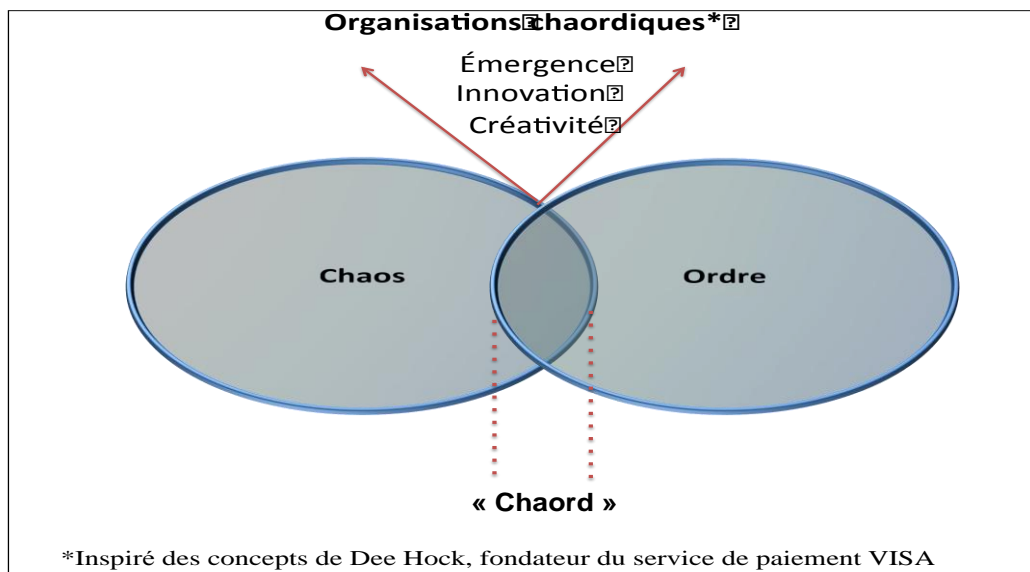 Organisations chaordiques*
Émergence
Innovation
Créativité
Chaos
Ordre
« Chaord »
*Inspiré des concepts de Dee Hock, fondateur du service de paiement VISA